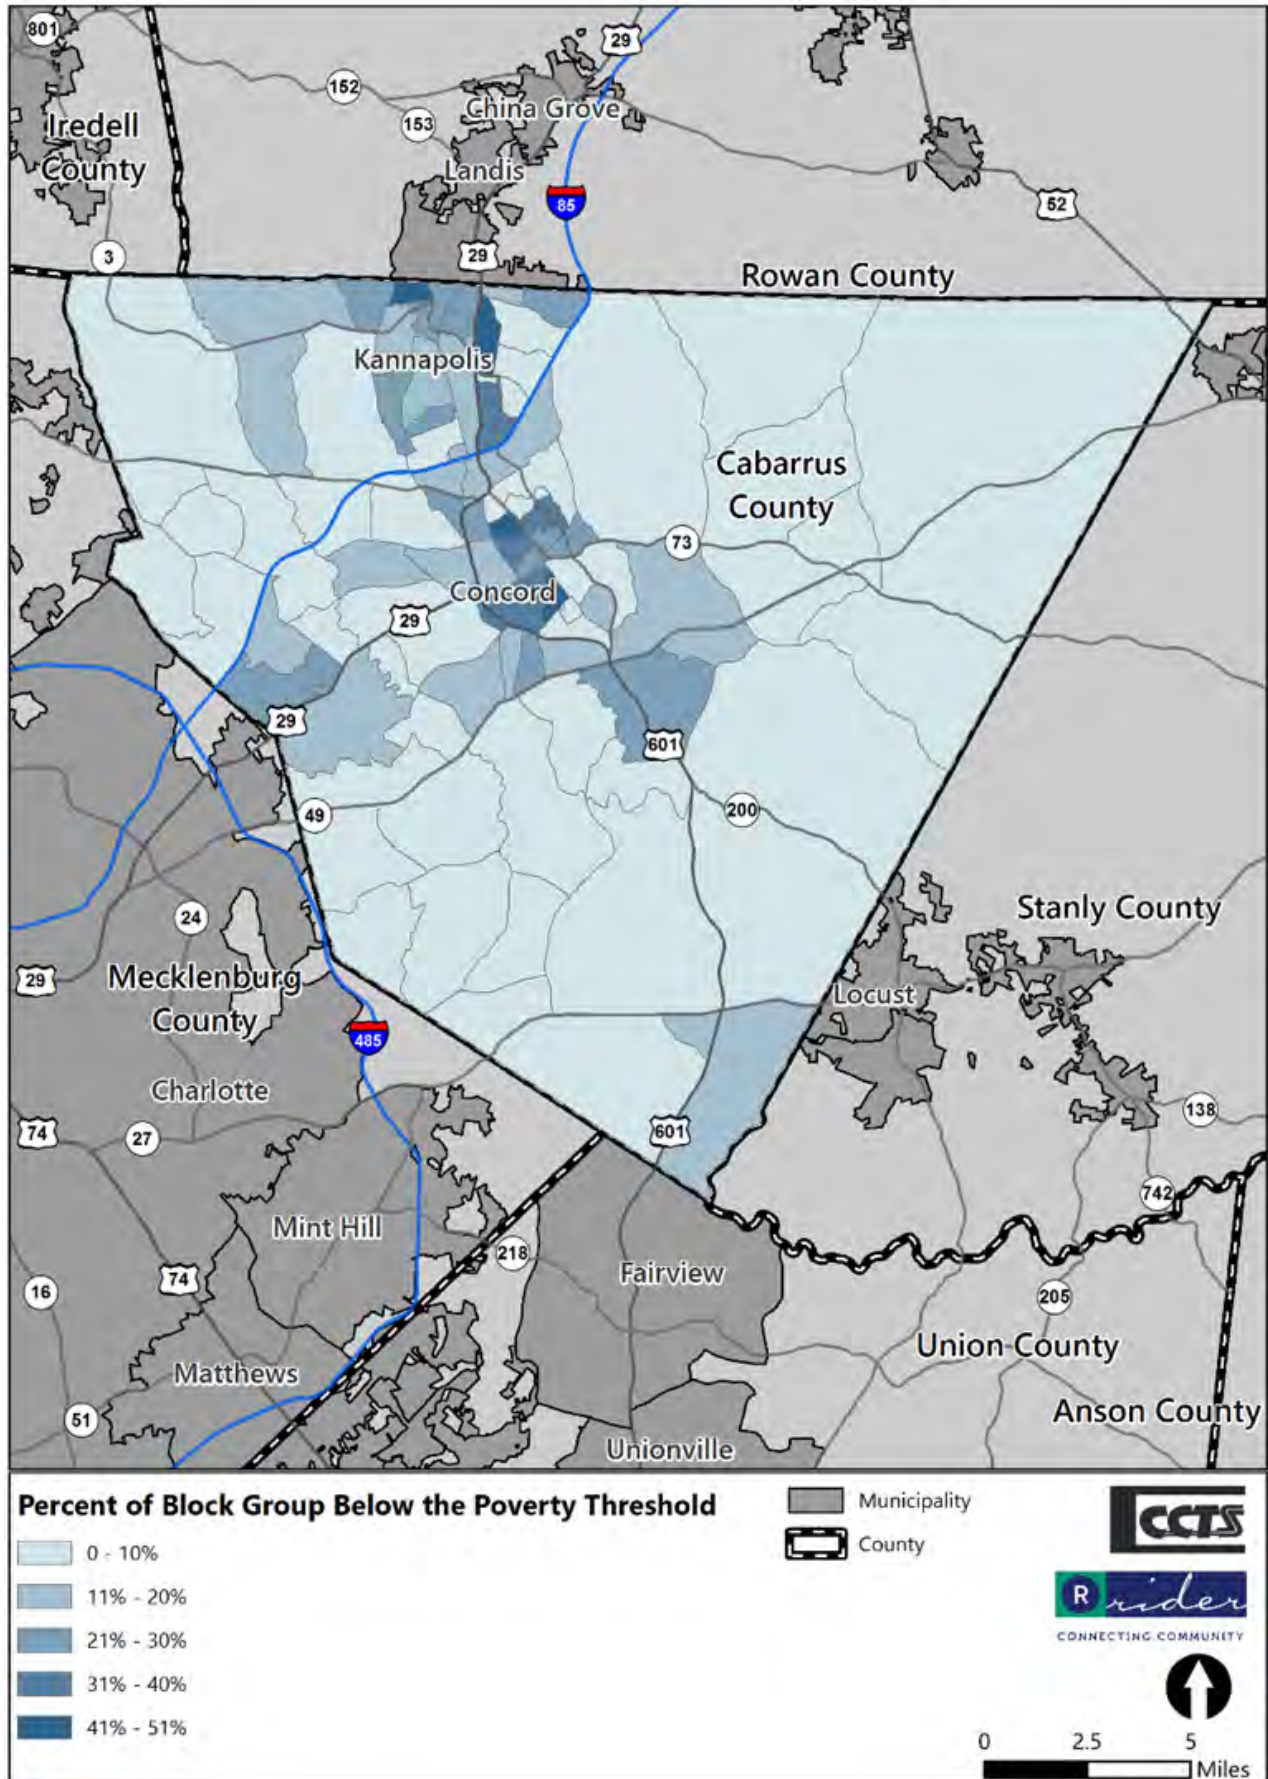 801
29
152
China Grove
153
Iredell
County
Landis
85
52
3
29
Rowan County
Kannapolis
Cabarrus
County
73
Concord
29
29
601
49
200
24
Stanly County
29
Mecklenburg
County
Locust
485
Charlotte
74
27
601
138
742
Mint Hill
218
74
Fairview
16
205
Union County
Matthews
51
Anson County
Unionville
Percent of Block Group Below the Poverty Threshold
0 - 10%
11% - 20%
21% - 30%
31% - 40%
41% - 51%
Municipality
County
CCTS
R rider
CONNECTING COMMUNITY
0 2.5 5
Miles